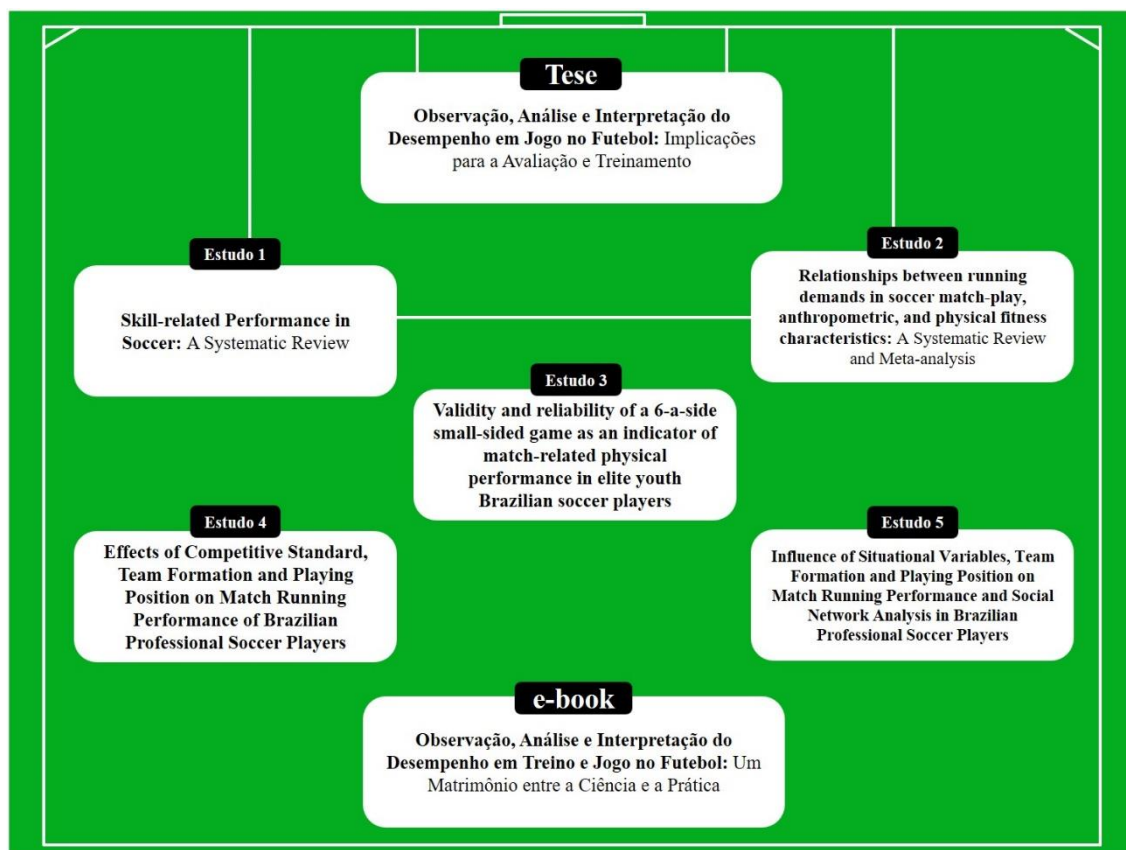 Tese
Observação, Análise e Interpretação do
Desempenho em Jogo no Futebol: Implicações
para a Avaliação e Treinamento
Estudo 1
Skill-related Performance in
Soccer: A Systematic Review
Estudo 2
Relationships between running
demands in soccer match-play,
anthropometric, and physical fitness
characteristics: A Systematic Review
and Meta-analysis
Estudo 3
Validity and reliability of a 6-a-side
small-sided game as an indicator of
match-related physical
performance in elite youth
Brazilian soccer players
Estudo 4
Effects of Competitive Standard,
Team Formation and Playing
Position on Match Running
Performance of Brazilian
Professional Soccer Players
Estudo 5
Influence of Situational Variables, Team
Formation and Playing Position on
Match Running Performance and Social
Network Analysis in Brazilian
Professional Soccer Players
e-book
Observação, Análise e Interpretação do
Desempenho em Treino e Jogo no Futebol: Um
Matrimônio entre a Ciência e a Prática